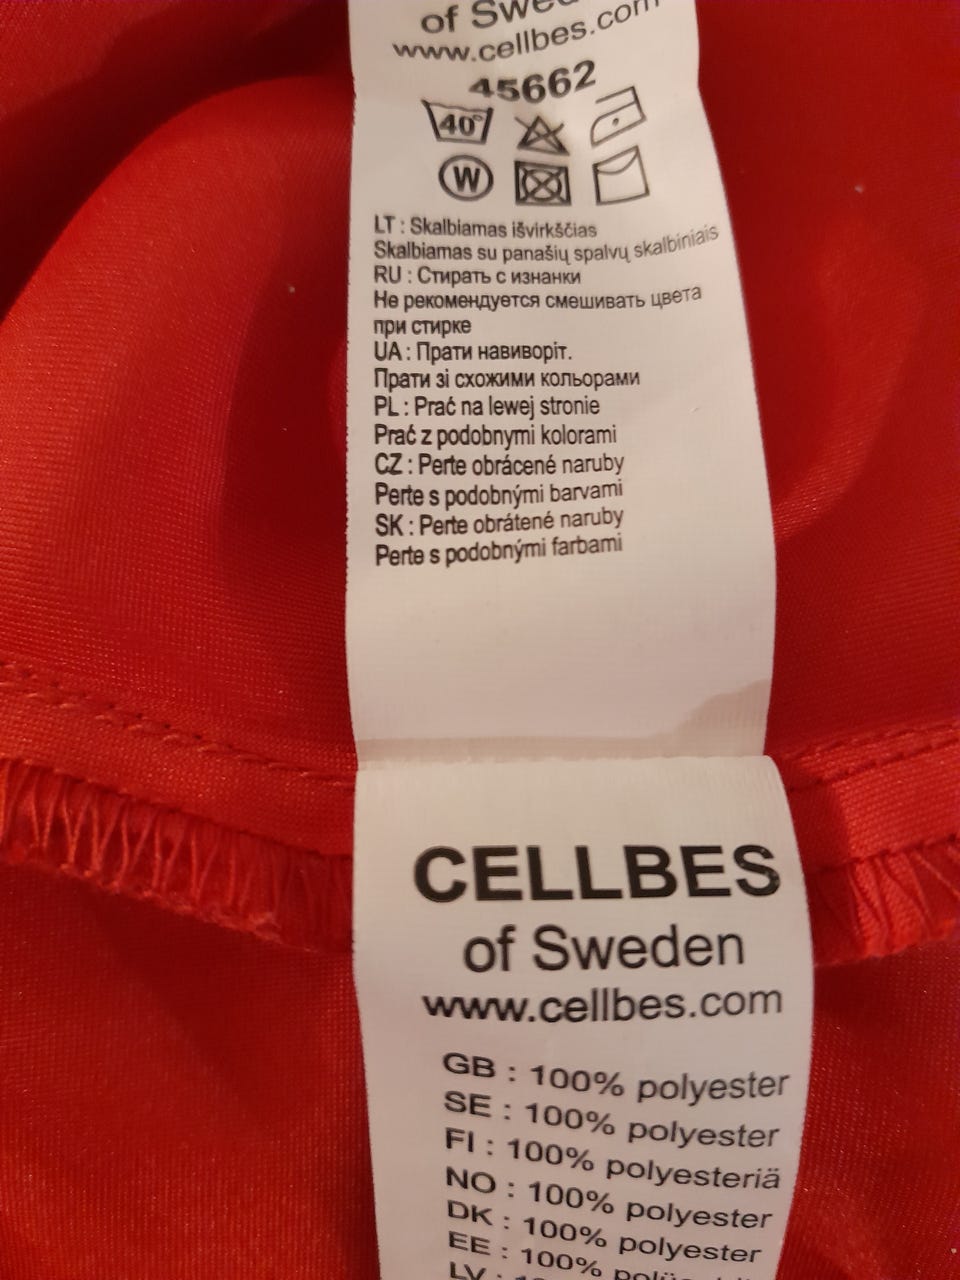 of Sweden
www.cellbes.com
45662
40°
W
LT : Skalbiamas išvirkščias
Skalbiamas su panašių spalvų skalbiniais
RU : Стирать с изнанки
Не рекомендуется смешивать цвета
при стирке
UA : Прати навиворіт.
Прати зі схожими кольорами
PL : Prać na lewej stronie
Prać z podobnymi kolorami
CZ : Perte obrácené naruby
Perte s podobnými barvami
SK : Perte obrátené naruby
Perte s podobnými farbami
CELLBES
of Sweden
www.cellbes.com
GB : 100% polyester
SE : 100% polyester
FI : 100% polyesteriä
NO : 100% polyester
DK : 100% polyester
EE : 100%
LV :